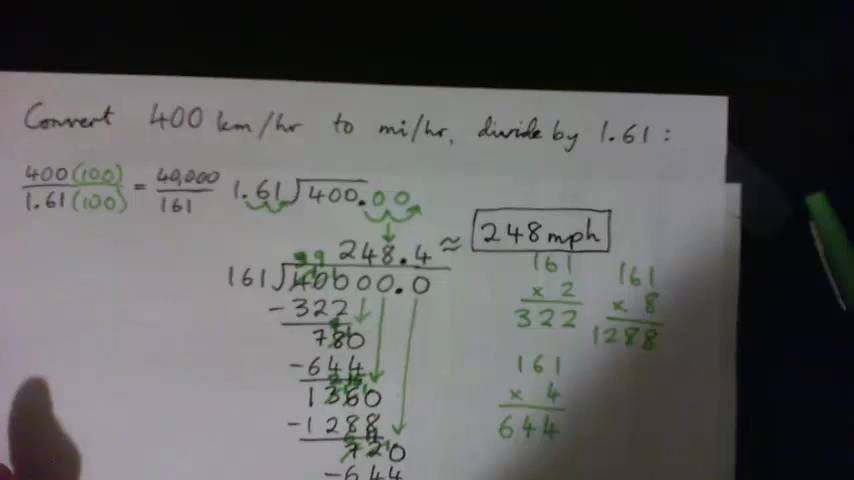 Convert 400 km/hr to mi/hr, divide by 1.61 :
400(100) / 1.61(100) = 40,000 / 161
1.61)400.00
248.4 ≈ 248mph
161)40000.0
-322
780
-644
1360
-1288
720
-644
161
x 2
322
161
x 8
1288
161
x 4
644